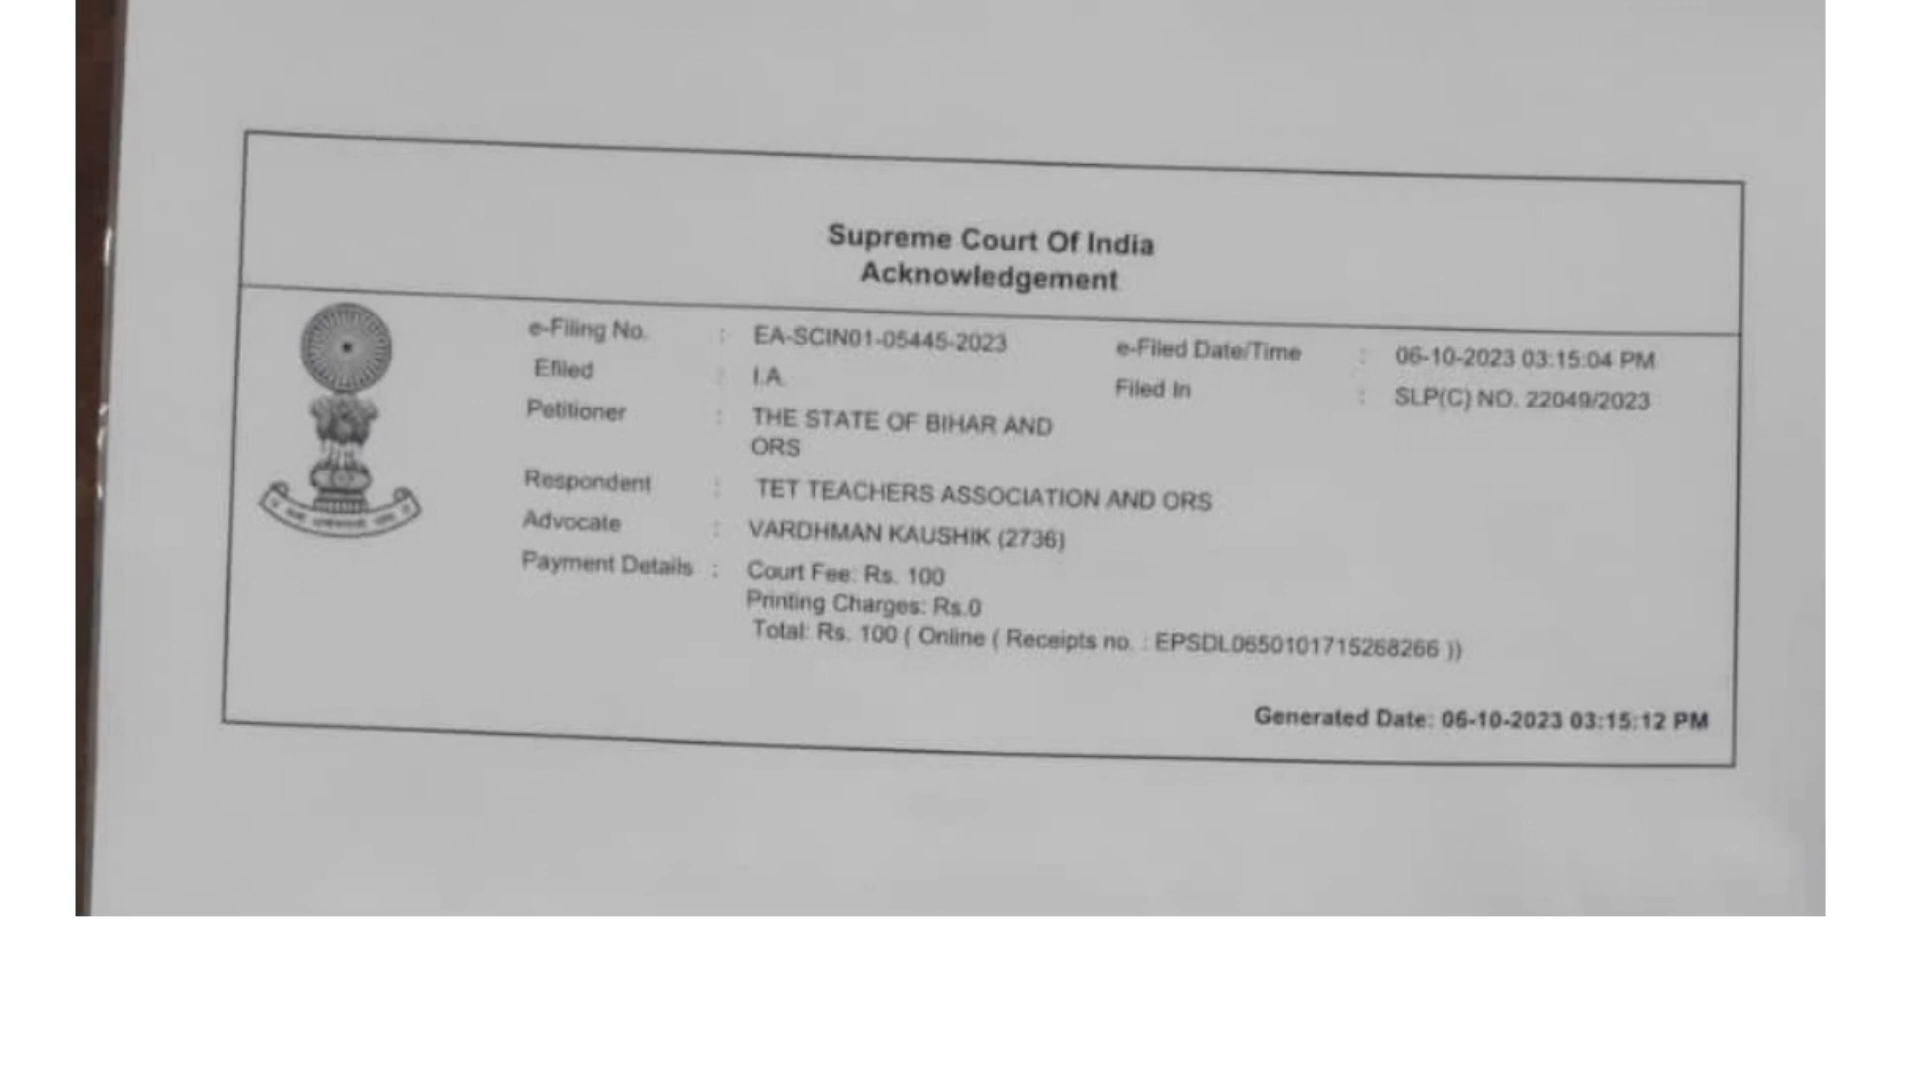 Supreme Court Of India
Acknowledgement
e-Filing No. : EA-SCIN01-05445-2023 e-Filed Date/Time : 06-10-2023 03:15:04 PM
Efiled : I.A. Filed In : SLP(C) NO. 22049/2023
Petitioner : THE STATE OF BIHAR AND
ORS
Respondent : TET TEACHERS ASSOCIATION AND ORS
Advocate : VARDHMAN KAUSHIK (2736)
Payment Details : Court Fee: Rs. 100
Printing Charges: Rs.0
Total: Rs. 100 ( Online ( Receipts no. : EPSDL0650101715268266 ))
Generated Date: 06-10-2023 03:15:12 PM